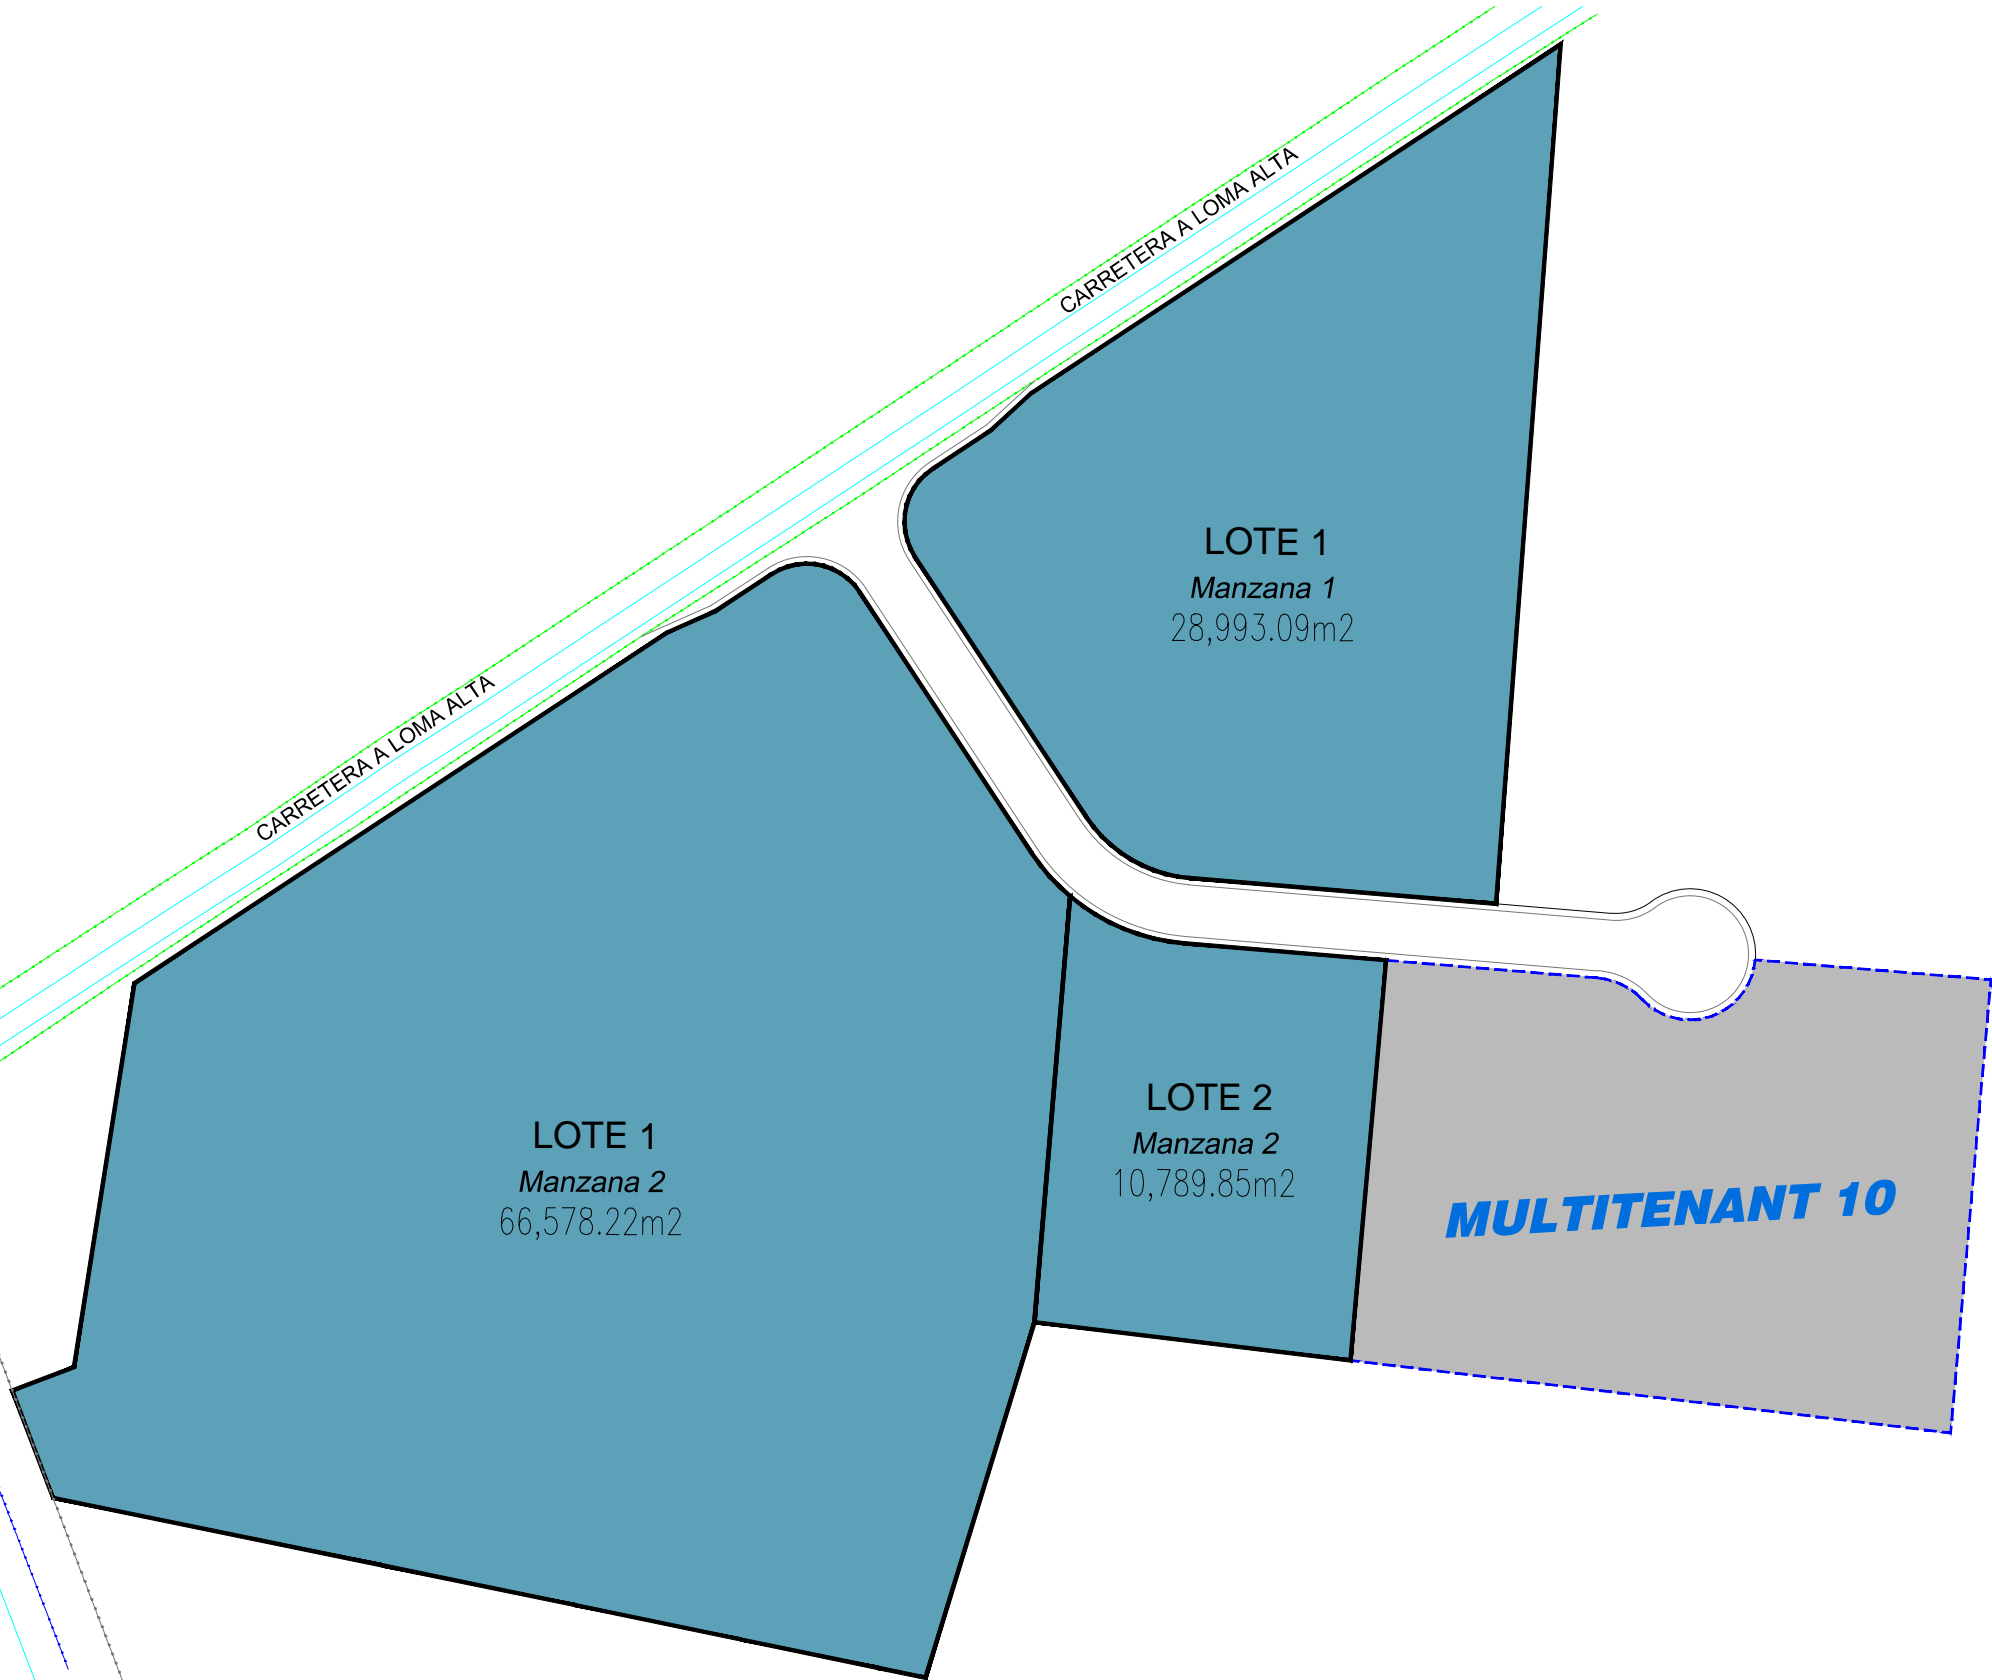 CARRETERA A LOMA ALTA
LOTE 1
Manzana 1
28,993.09m2
CARRETERA A LOMA ALTA
LOTE 1
Manzana 2
66,578.22m2
LOTE 2
Manzana 2
10,789.85m2
MULTITENANT 10